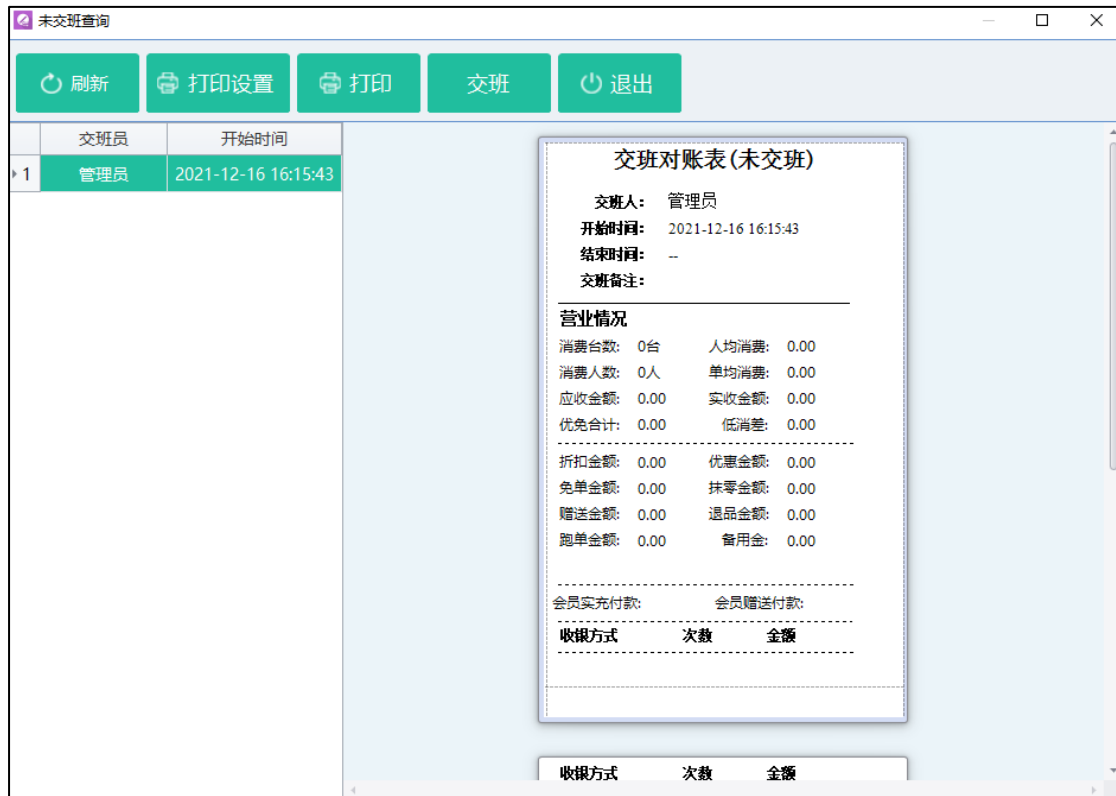 未交班查询
刷新 打印设置 打印 交班 退出
交班员 开始时间
1 管理员 2021-12-16 16:15:43
交班对账表(未交班)
交班人: 管理员
开始时间: 2021-12-16 16:15:43
结束时间: --
交班备注:
营业情况
消费台数: 0台 人均消费: 0.00
消费人数: 0人 单均消费: 0.00
应收金额: 0.00 实收金额: 0.00
优免合计: 0.00 低消差: 0.00
折扣金额: 0.00 优惠金额: 0.00
免单金额: 0.00 抹零金额: 0.00
赠送金额: 0.00 退品金额: 0.00
跑单金额: 0.00 备用金: 0.00
会员实充付款: 会员赠送付款:
收银方式 次数 金额
收银方式 次数 金额